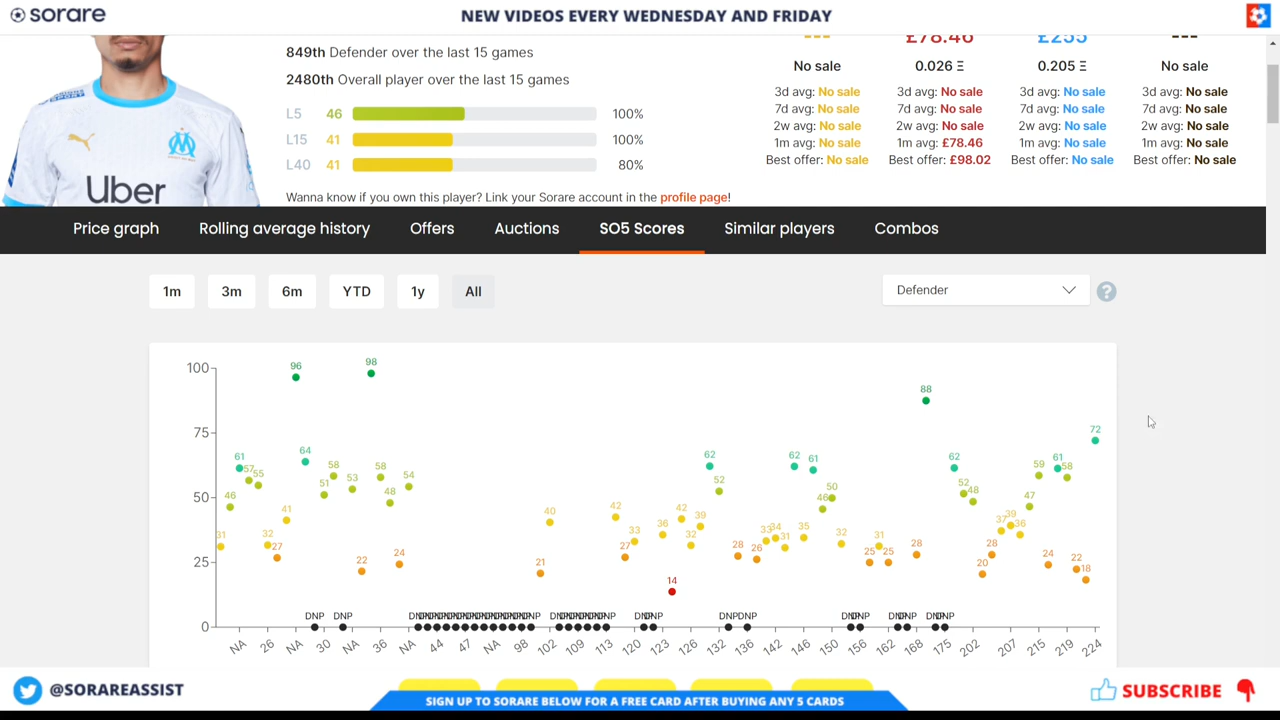 sorare
NEW VIDEOS EVERY WEDNESDAY AND FRIDAY
849th Defender over the last 15 games
2480th Overall player over the last 15 games
L5 46 100%
L15 41 100%
L40 41 80%
Wanna know if you own this player? Link your Sorare account in the profile page!
Uber
--- £78.46 £255 ---
No sale 0.026 Ξ 0.205 Ξ No sale
3d avg: No sale 3d avg: No sale 3d avg: No sale 3d avg: No sale
7d avg: No sale 7d avg: No sale 7d avg: No sale 7d avg: No sale
2w avg: No sale 2w avg: No sale 2w avg: No sale 2w avg: No sale
1m avg: No sale 1m avg: £78.46 1m avg: No sale 1m avg: No sale
Best offer: No sale Best offer: £98.02 Best offer: No sale Best offer: No sale
Price graph Rolling average history Offers Auctions SO5 Scores Similar players Combos
1m 3m 6m YTD 1y All Defender ?
100
75
50
25
0
31 46 61 57 55 32 27 41 96 64 DNP 51 58 DNP 53 22 98 58 48 24 54
21 40 42 27 33 DNP 36 14 42 32 39 62 52 DNP 28 DNP 26 33 34 31 62 35 61 46 50 32
DNP 25 31 25 DNP 28 88 DNP 62 52 48 20 28 37 39 36 47 59 24 61 58 22 18 72
NA 26 NA 30 NA 36 NA 44 47 NA 98 102 109 113 120 123 126 132 136 142 146 150 156 162 168 175 202 207 215 219 224
@SORAREASSIST
SIGN UP TO SORARE BELOW FOR A FREE CARD AFTER BUYING ANY 5 CARDS
SUBSCRIBE